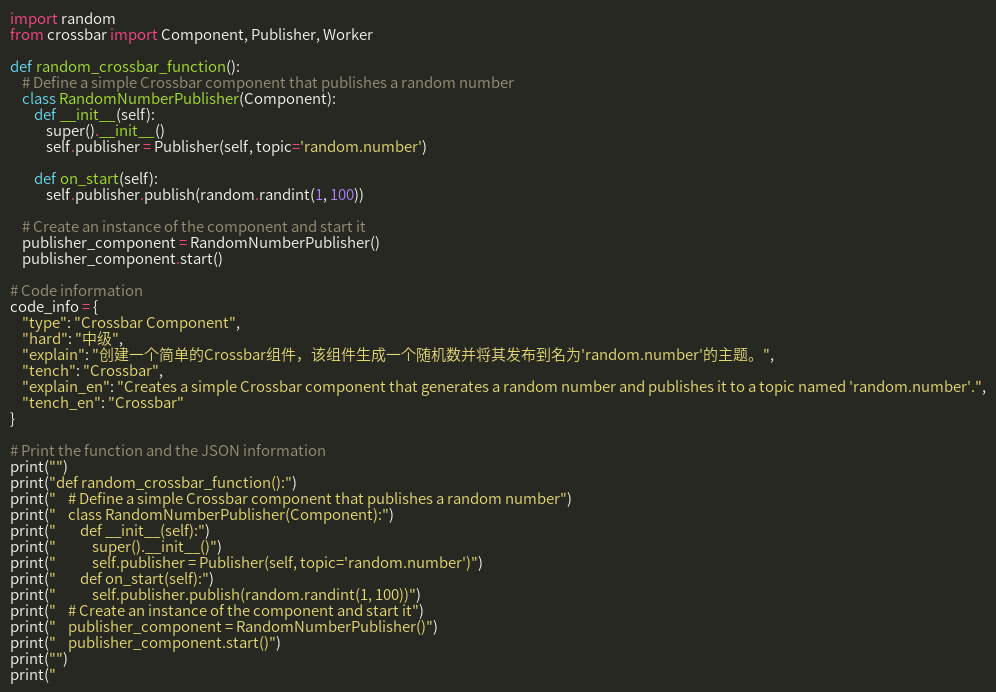 import random
from crossbar import Component, Publisher, Worker

def random_crossbar_function():
    # Define a simple Crossbar component that publishes a random number
    class RandomNumberPublisher(Component):
        def __init__(self):
            super().__init__()
            self.publisher = Publisher(self, topic='random.number')

        def on_start(self):
            self.publisher.publish(random.randint(1, 100))

    # Create an instance of the component and start it
    publisher_component = RandomNumberPublisher()
    publisher_component.start()

# Code information
code_info = {
    "type": "Crossbar Component",
    "hard": "中级",
    "explain": "创建一个简单的Crossbar组件，该组件生成一个随机数并将其发布到名为'random.number'的主题。",
    "tench": "Crossbar",
    "explain_en": "Creates a simple Crossbar component that generates a random number and publishes it to a topic named 'random.number'.",
    "tench_en": "Crossbar"
}

# Print the function and the JSON information
print("")
print("def random_crossbar_function():")
print("    # Define a simple Crossbar component that publishes a random number")
print("    class RandomNumberPublisher(Component):")
print("        def __init__(self):")
print("            super().__init__()")
print("            self.publisher = Publisher(self, topic='random.number')")
print("        def on_start(self):")
print("            self.publisher.publish(random.randint(1, 100))")
print("    # Create an instance of the component and start it")
print("    publisher_component = RandomNumberPublisher()")
print("    publisher_component.start()")
print("")
print("